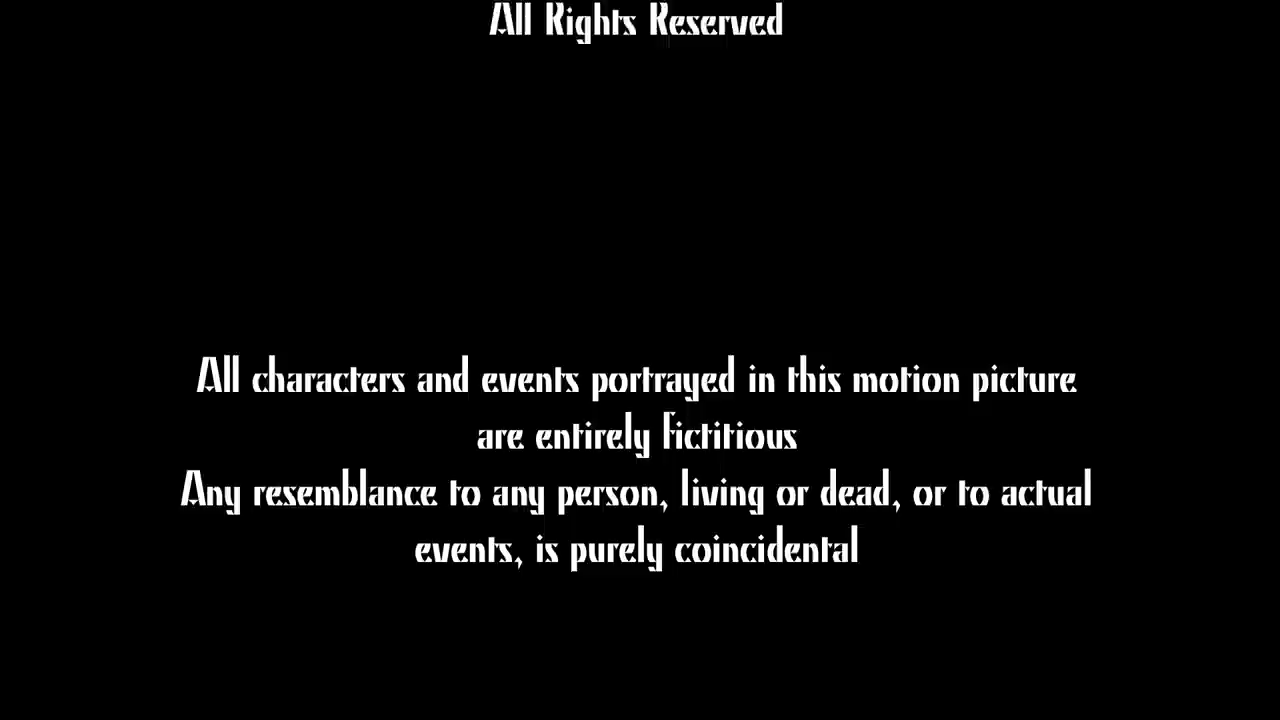 All Rights Reserved
All characters and events portrayed in this motion picture
are entirely fictitious
Any resemblance to any person, living or dead, or to actual
events, is purely coincidental